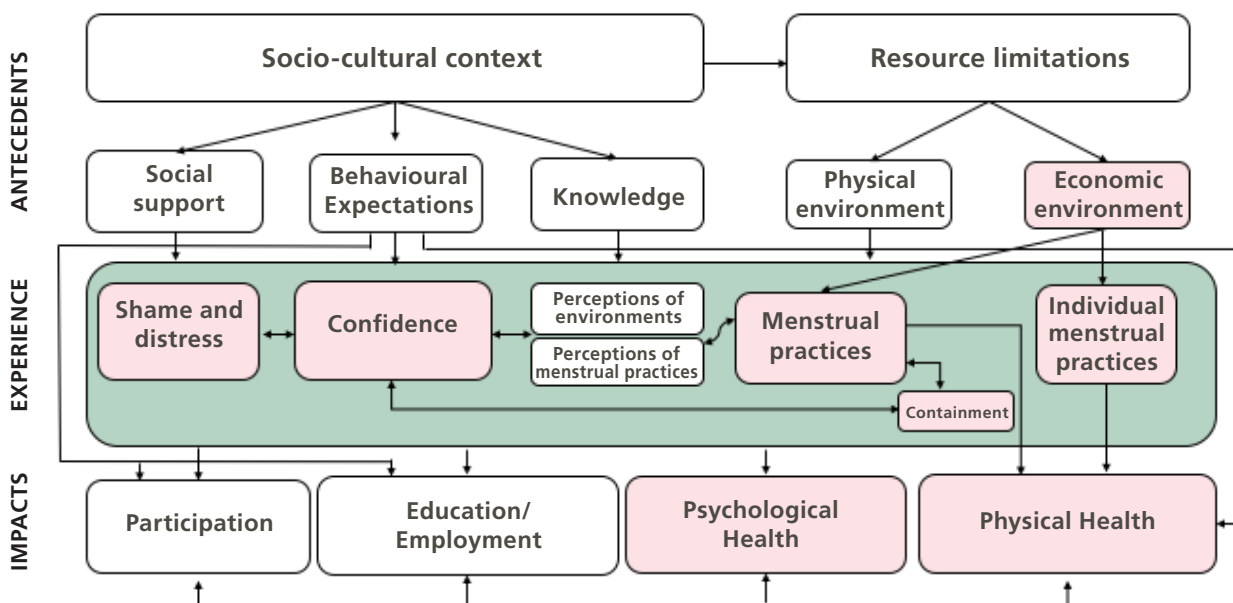 ANTECEDENTS
Socio-cultural context
Resource limitations
Social
support
Behavioural
Expectations
Knowledge
Physical
environment
Economic
environment
EXPERIENCE
Shame and
distress
Confidence
Perceptions of
environments
Perceptions of
menstrual practices
Menstrual
practices
Individual
menstrual
practices
Containment
IMPACTS
Participation
Education/
Employment
Psychological
Health
Physical Health